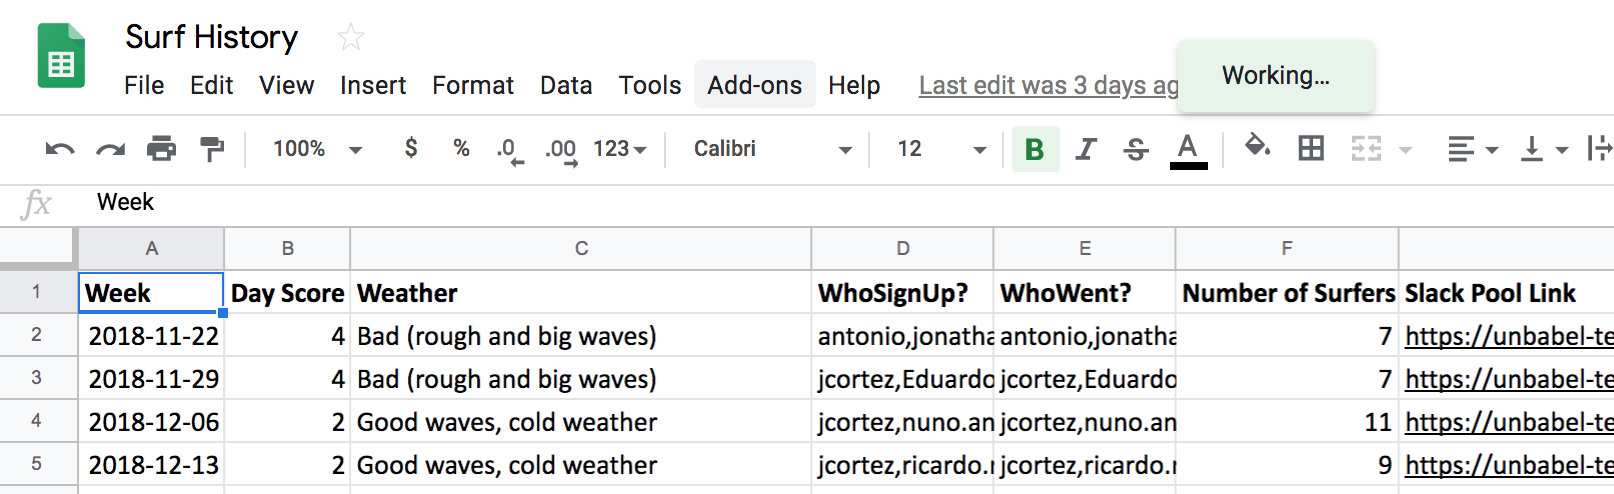 Surf History
File Edit View Insert Format Data Tools Add-ons Help Last edit was 3 days ag Working...
100% $ % .0 .00 123 Calibri 12 B I S A
fx Week
A B C D E F
1 Week Day Score Weather WhoSignUp? WhoWent? Number of Surfers Slack Pool Link
2 2018-11-22 4 Bad (rough and big waves) antonio,jonatha antonio,jonatha 7 https://unbabel-te
3 2018-11-29 4 Bad (rough and big waves) jcortez,Eduardo jcortez,Eduardo 7 https://unbabel-te
4 2018-12-06 2 Good waves, cold weather jcortez,nuno.an jcortez,nuno.an 11 https://unbabel-te
5 2018-12-13 2 Good waves, cold weather jcortez,ricardo.r jcortez,ricardo.r 9 https://unbabel-te